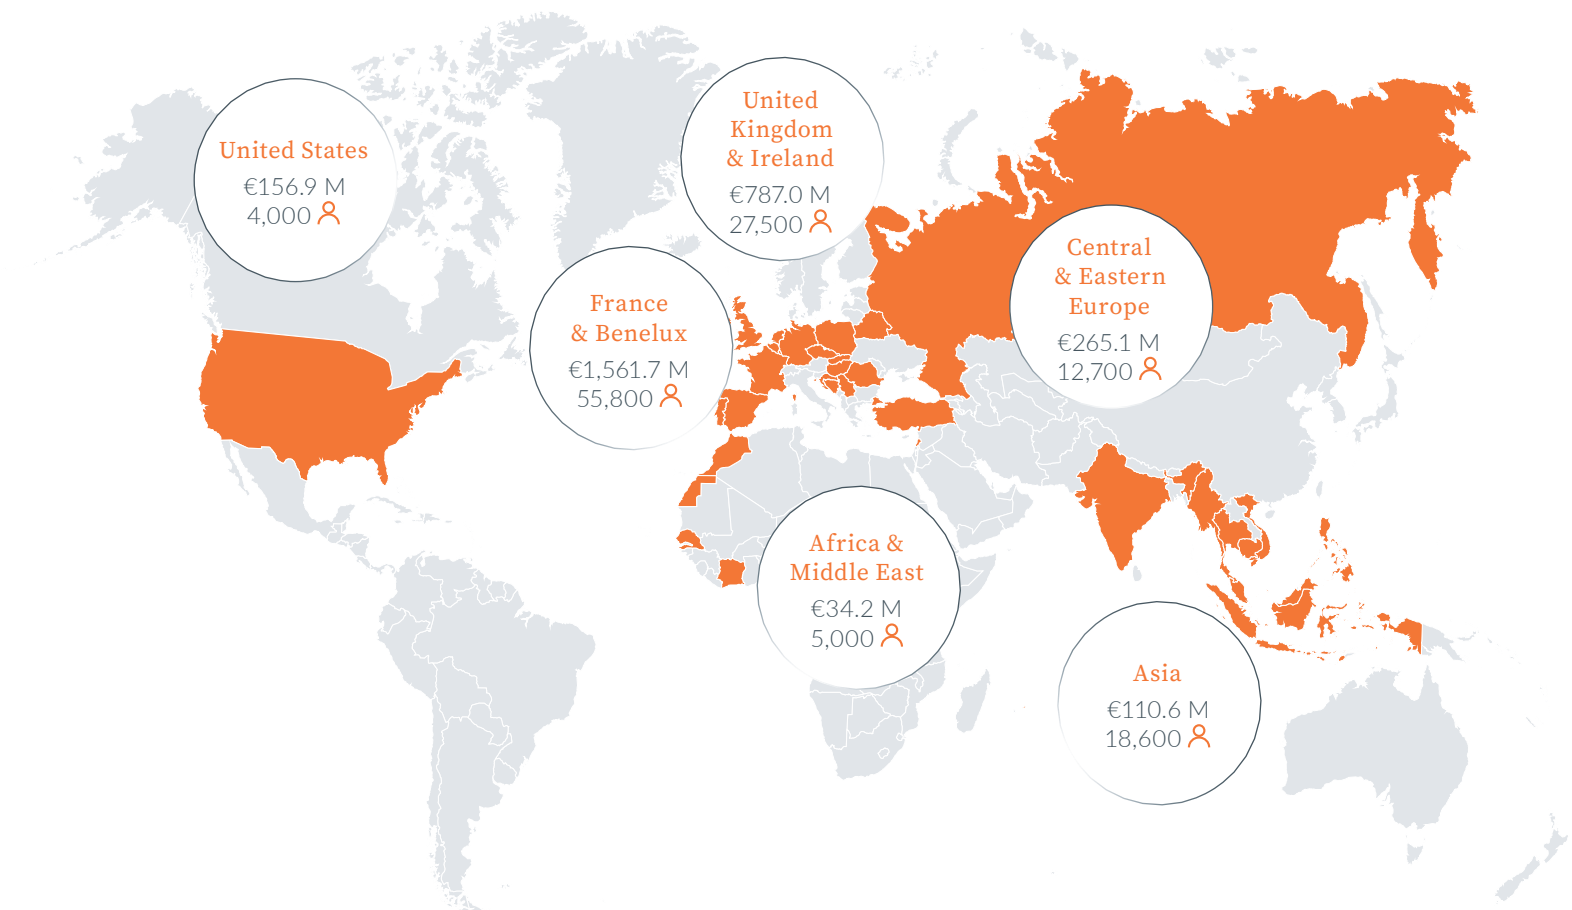 United States
€156.9 M
4,000
United
Kingdom
& Ireland
€787.0 M
27,500
France
& Benelux
€1,561.7 M
55,800
Central
& Eastern
Europe
€265.1 M
12,700
Africa &
Middle East
€34.2 M
5,000
Asia
€110.6 M
18,600